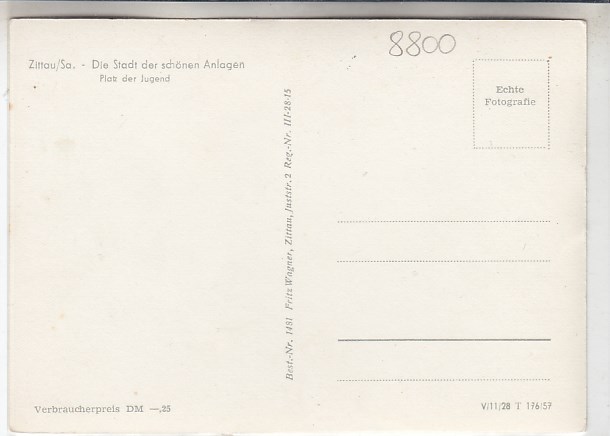 8800
Zittau/Sa. - Die Stadt der schönen Anlagen
Platz der Jugend
Echte
Fotografie
Best.-Nr. 1481 Fritz Wagner, Zittau, Juststr. 2 Reg.-Nr. III-28-15
Verbraucherpreis DM —,25
V/11/28 T 176/57